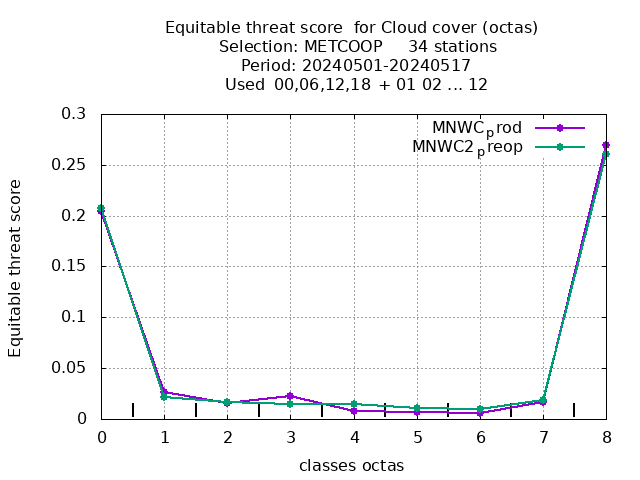 Equitable threat score  for Cloud cover (octas)
Selection: METCOOP     34 stations
Period: 20240501-20240517
Used  00,06,12,18 + 01 02 ... 12
MNWC_prod
MNWC2_preop
Equitable threat score
0.3
0.25
0.2
0.15
0.1
0.05
0
0 1 2 3 4 5 6 7 8
classes octas